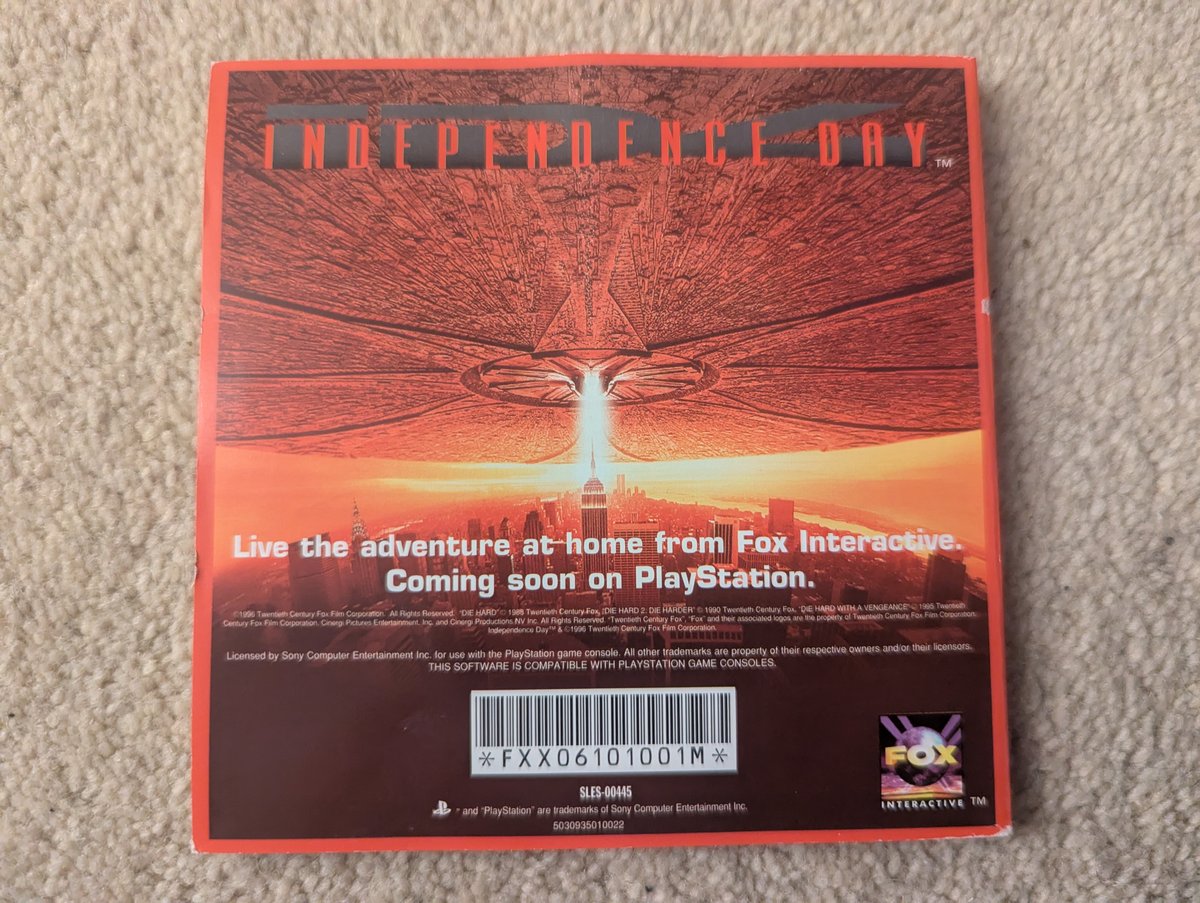 INDEPENDENCE DAY™
Live the adventure at home from Fox Interactive.
Coming soon on PlayStation.
©1996 Twentieth Century Fox Film Corporation. All Rights Reserved. "DIE HARD" © 1988 Twentieth Century Fox, "DIE HARD 2: DIE HARDER" © 1990 Twentieth Century Fox. "DIE HARD WITH A VENGEANCE" © 1995 Twentieth
Century Fox Film Corporation. Cinergi Pictures Entertainment, Inc. and Cinergi Productions NV Inc. All Rights Reserved. "Twentieth Century Fox", "Fox" and their associated logos are the property of Twentieth Century Fox Film Corporation.
Independence Day™ & ©1996 Twentieth Century Fox Film Corporation.
Licensed by Sony Computer Entertainment Inc. for use with the PlayStation game console. All other trademarks are property of their respective owners and/or their licensors.
THIS SOFTWARE IS COMPATIBLE WITH PLAYSTATION GAME CONSOLES.
*FXX06101001M*
FOX
INTERACTIVE ™
SLES-00445
" and "PlayStation" are trademarks of Sony Computer Entertainment Inc.
5030935010022